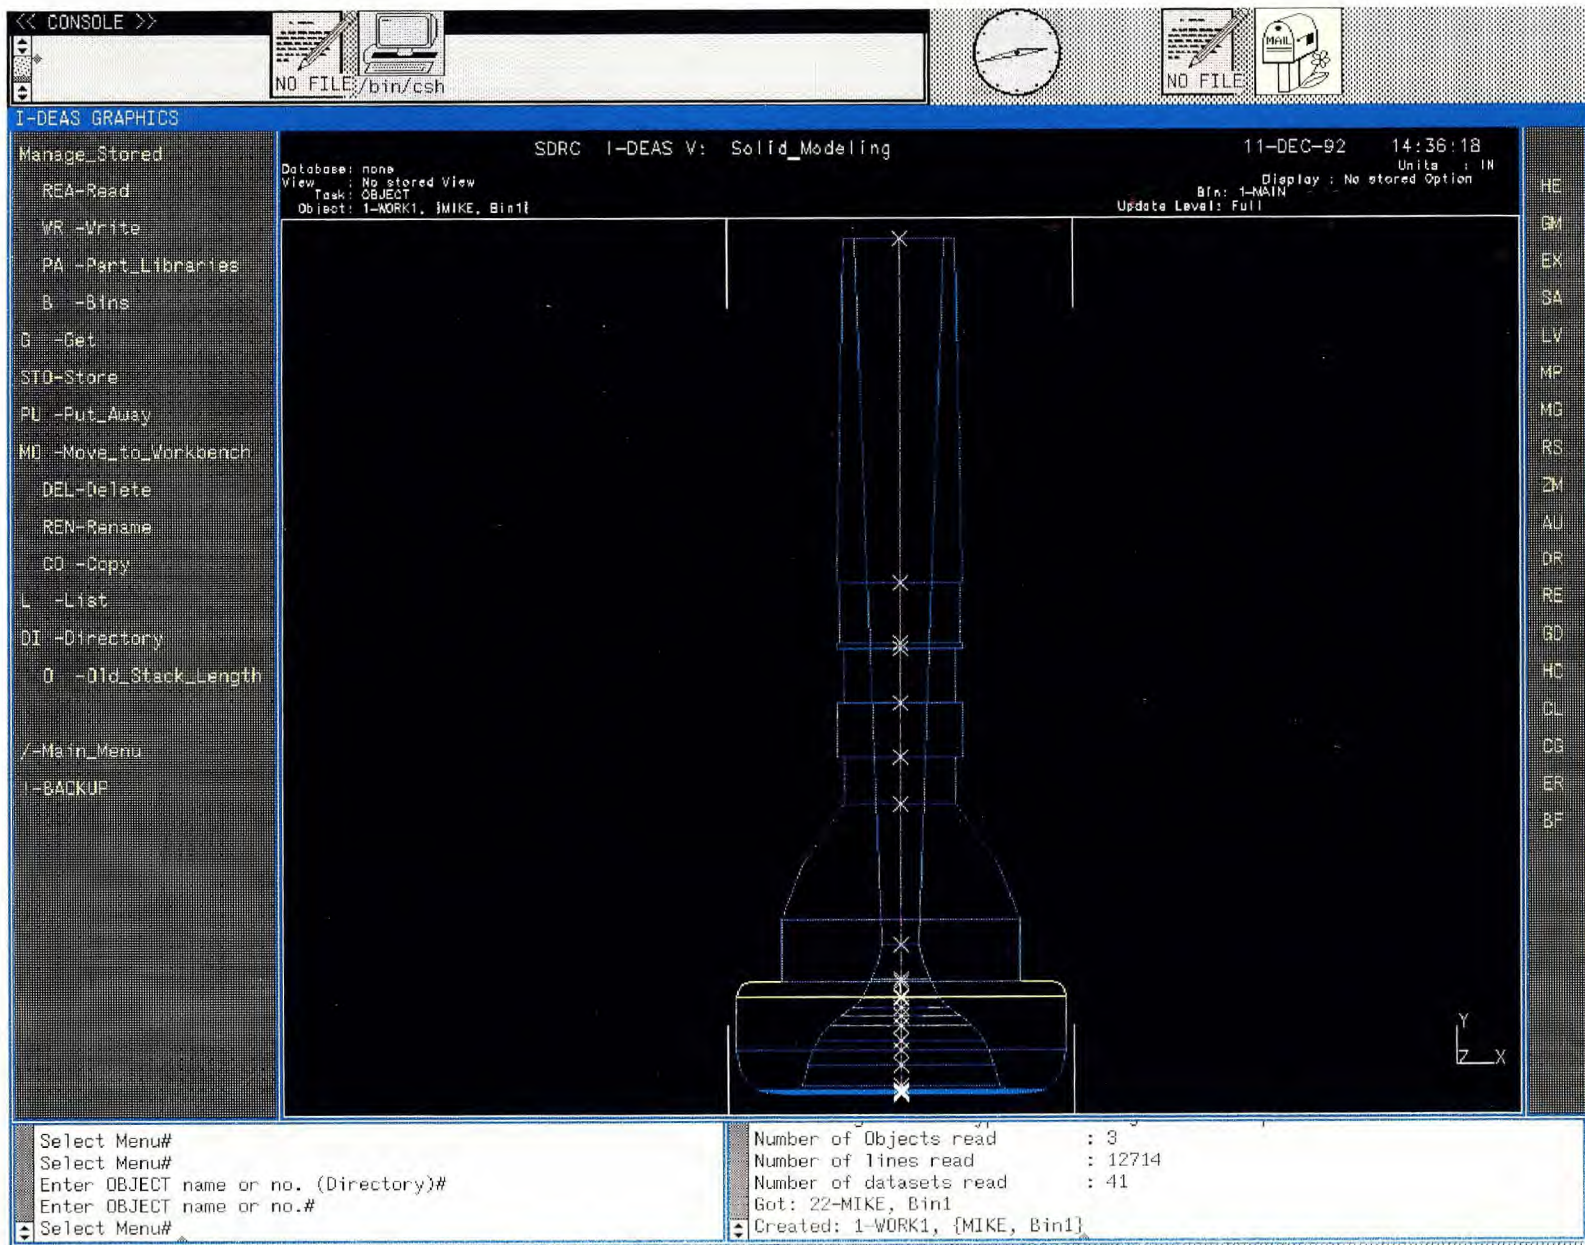 << CONSOLE >>
NO FILE
/bin/csh
NO FILE
MAIL
I-DEAS GRAPHICS
Manage_Stored
REA-Read
WR -Write
PA -Part_Libraries
B -Bins
G -Get
STO-Store
PU -Put_Away
MO -Move_to_Workbench
DEL-Delete
REN-Rename
CO -Copy
L -List
DI -Directory
O -Old_Stack_Length
/-Main_Menu
!-BACKUP
SDRC I-DEAS V: Solid_Modeling
11-DEC-92 14:36:18
Database: none
View : No stored View
Task: OBJECT
Object: 1-WORK1, {MIKE, Bin1}
Units : IN
Display : No stored Option
Bin: 1-MAIN
Update Level: Full
Y
Z X
HE
GM
EX
SA
LV
MP
MG
RS
ZM
AU
DR
RE
GD
HC
CL
CG
ER
BF
Select Menu#
Select Menu#
Enter OBJECT name or no. (Directory)#
Enter OBJECT name or no.#
Select Menu#
Number of Objects read : 3
Number of lines read : 12714
Number of datasets read : 41
Got: 22-MIKE, Bin1
Created: 1-WORK1, {MIKE, Bin1}